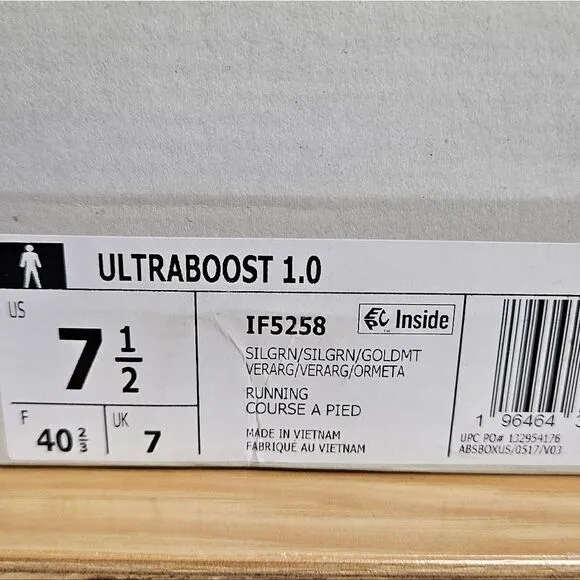 ULTRABOOST 1.0
US
7 1/2
F
40 2/3
UK
7
IF5258
Inside
SILGRN/SILGRN/GOLDMT
VERARG/VERARG/ORMETA
RUNNING
COURSE A PIED
MADE IN VIETNAM
FABRIQUÉ AU VIETNAM
1 96464
UPC PO# 132954176
ABSBOXUS/0517/V03